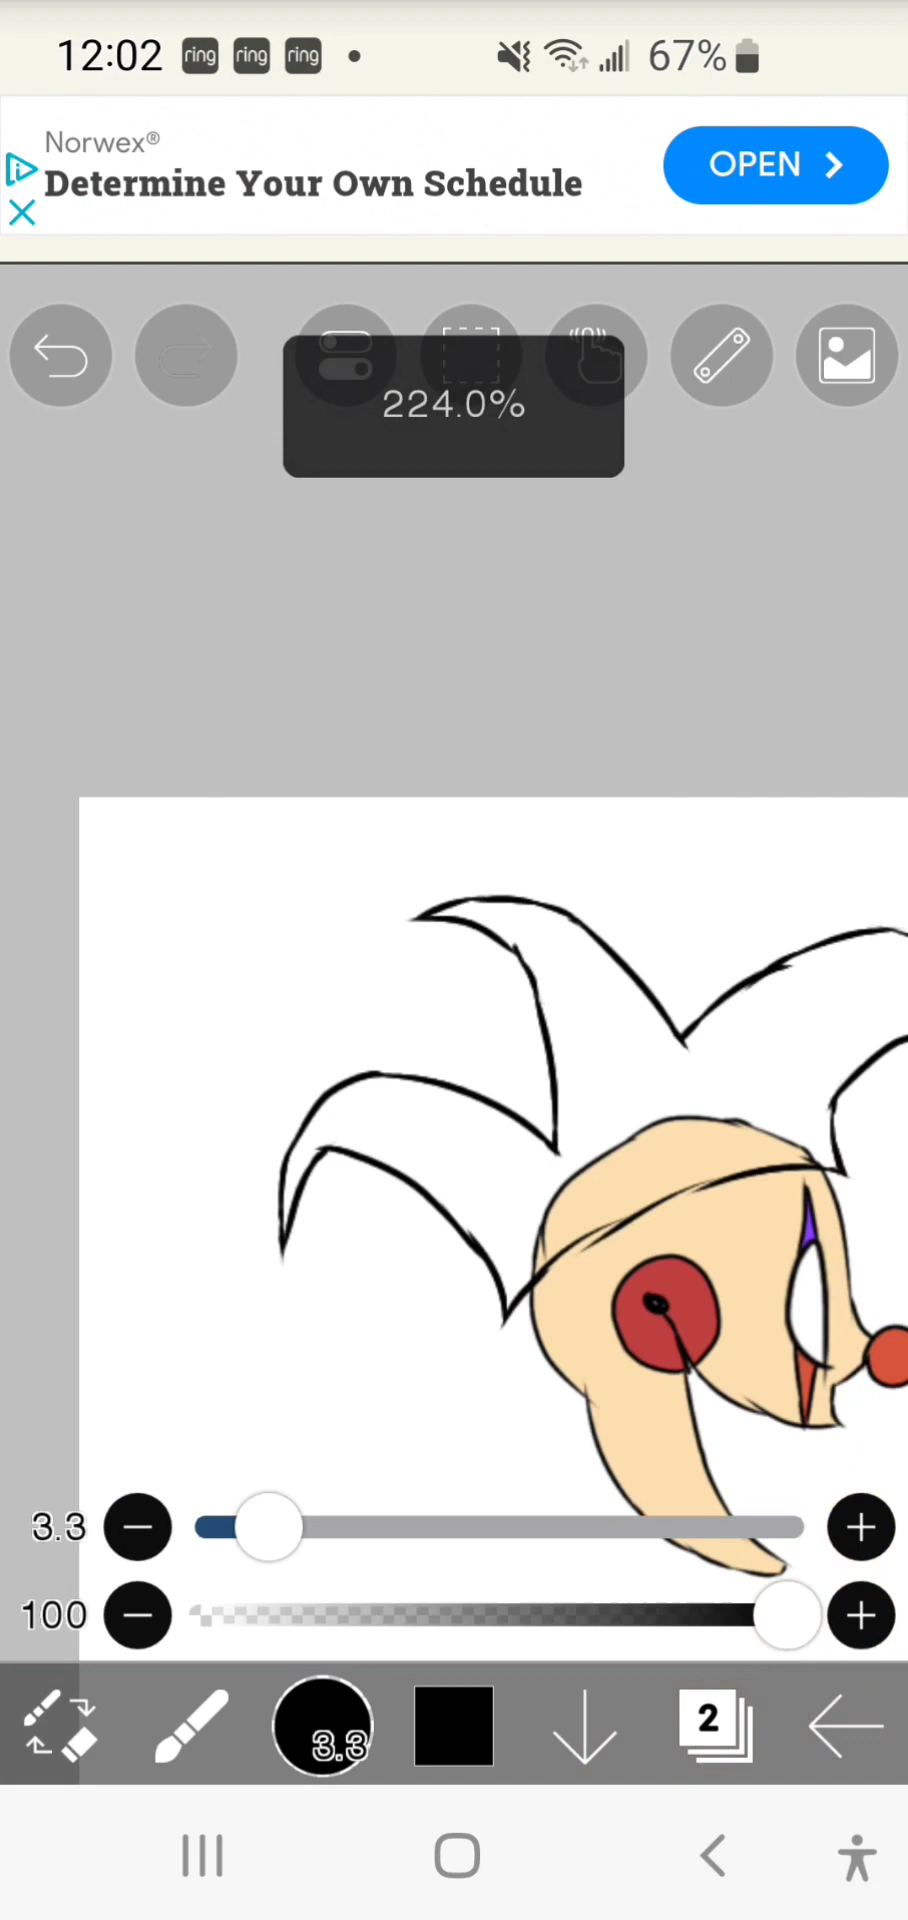 12:02 ring ring ring 67%
Norwex®
Determine Your Own Schedule
OPEN
224.0%
3.3
100
3.3
2